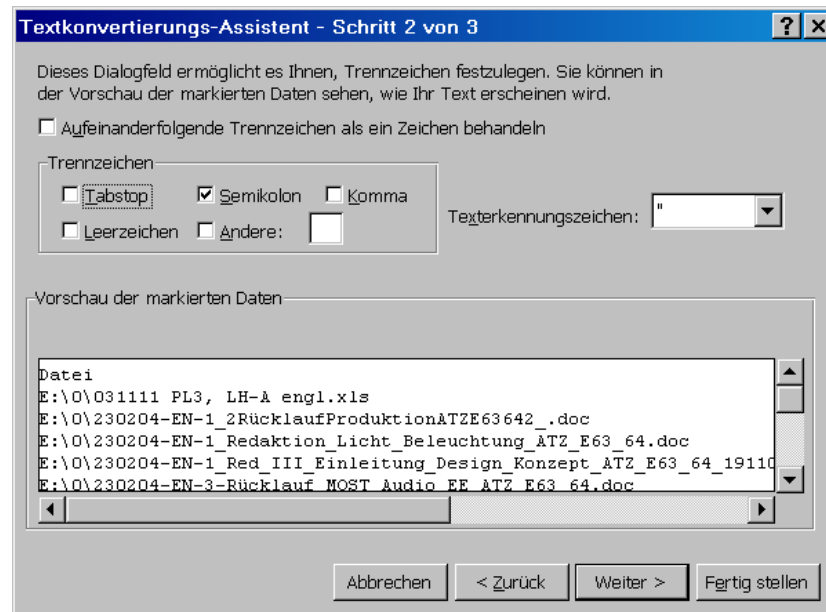 Textkonvertierungs-Assistent - Schritt 2 von 3
Dieses Dialogfeld ermöglicht es Ihnen, Trennzeichen festzulegen. Sie können in
der Vorschau der markierten Daten sehen, wie Ihr Text erscheinen wird.
Aufeinanderfolgende Trennzeichen als ein Zeichen behandeln
Trennzeichen
Tabstop Semikolon Komma
Leerzeichen Andere:
Texterkennungszeichen: "
Vorschau der markierten Daten
Datei
E:\0\031111 PL3, LH-A engl.xls
E:\0\230204-EN-1_2RücklaufProduktionATZE63642_.doc
E:\0\230204-EN-1_Redaktion_Licht_Beleuchtung_ATZ_E63_64.doc
E:\0\230204-EN-1_Red_III_Einleitung_Design_Konzept_ATZ_E63_64_19110
E:\0\230204-EN-3-Rücklauf_MOST_Audio_EE_ATZ_E63_64.doc
Abbrechen < Zurück Weiter > Fertig stellen